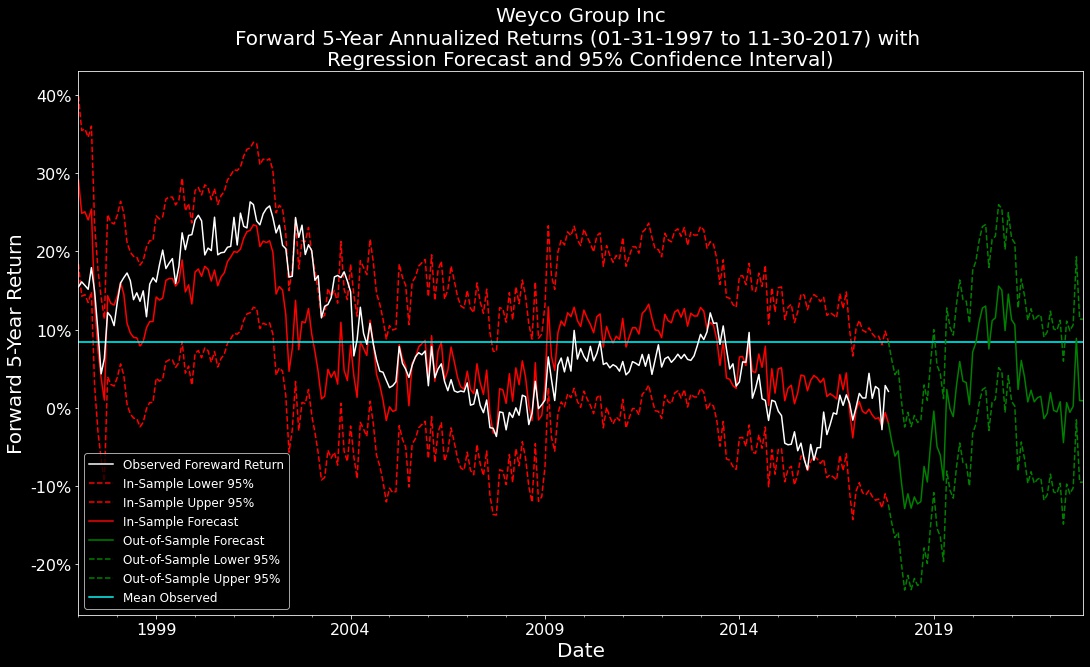 Weyco Group Inc
Forward 5-Year Annualized Returns (01-31-1997 to 11-30-2017) with
Regression Forecast and 95% Confidence Interval)
Forward 5-Year Return
40%
30%
20%
10%
0%
-10%
-20%
Observed Foreward Return
In-Sample Lower 95%
In-Sample Upper 95%
In-Sample Forecast
Out-of-Sample Forecast
Out-of-Sample Lower 95%
Out-of-Sample Upper 95%
Mean Observed
1999 2004 2009 2014 2019
Date